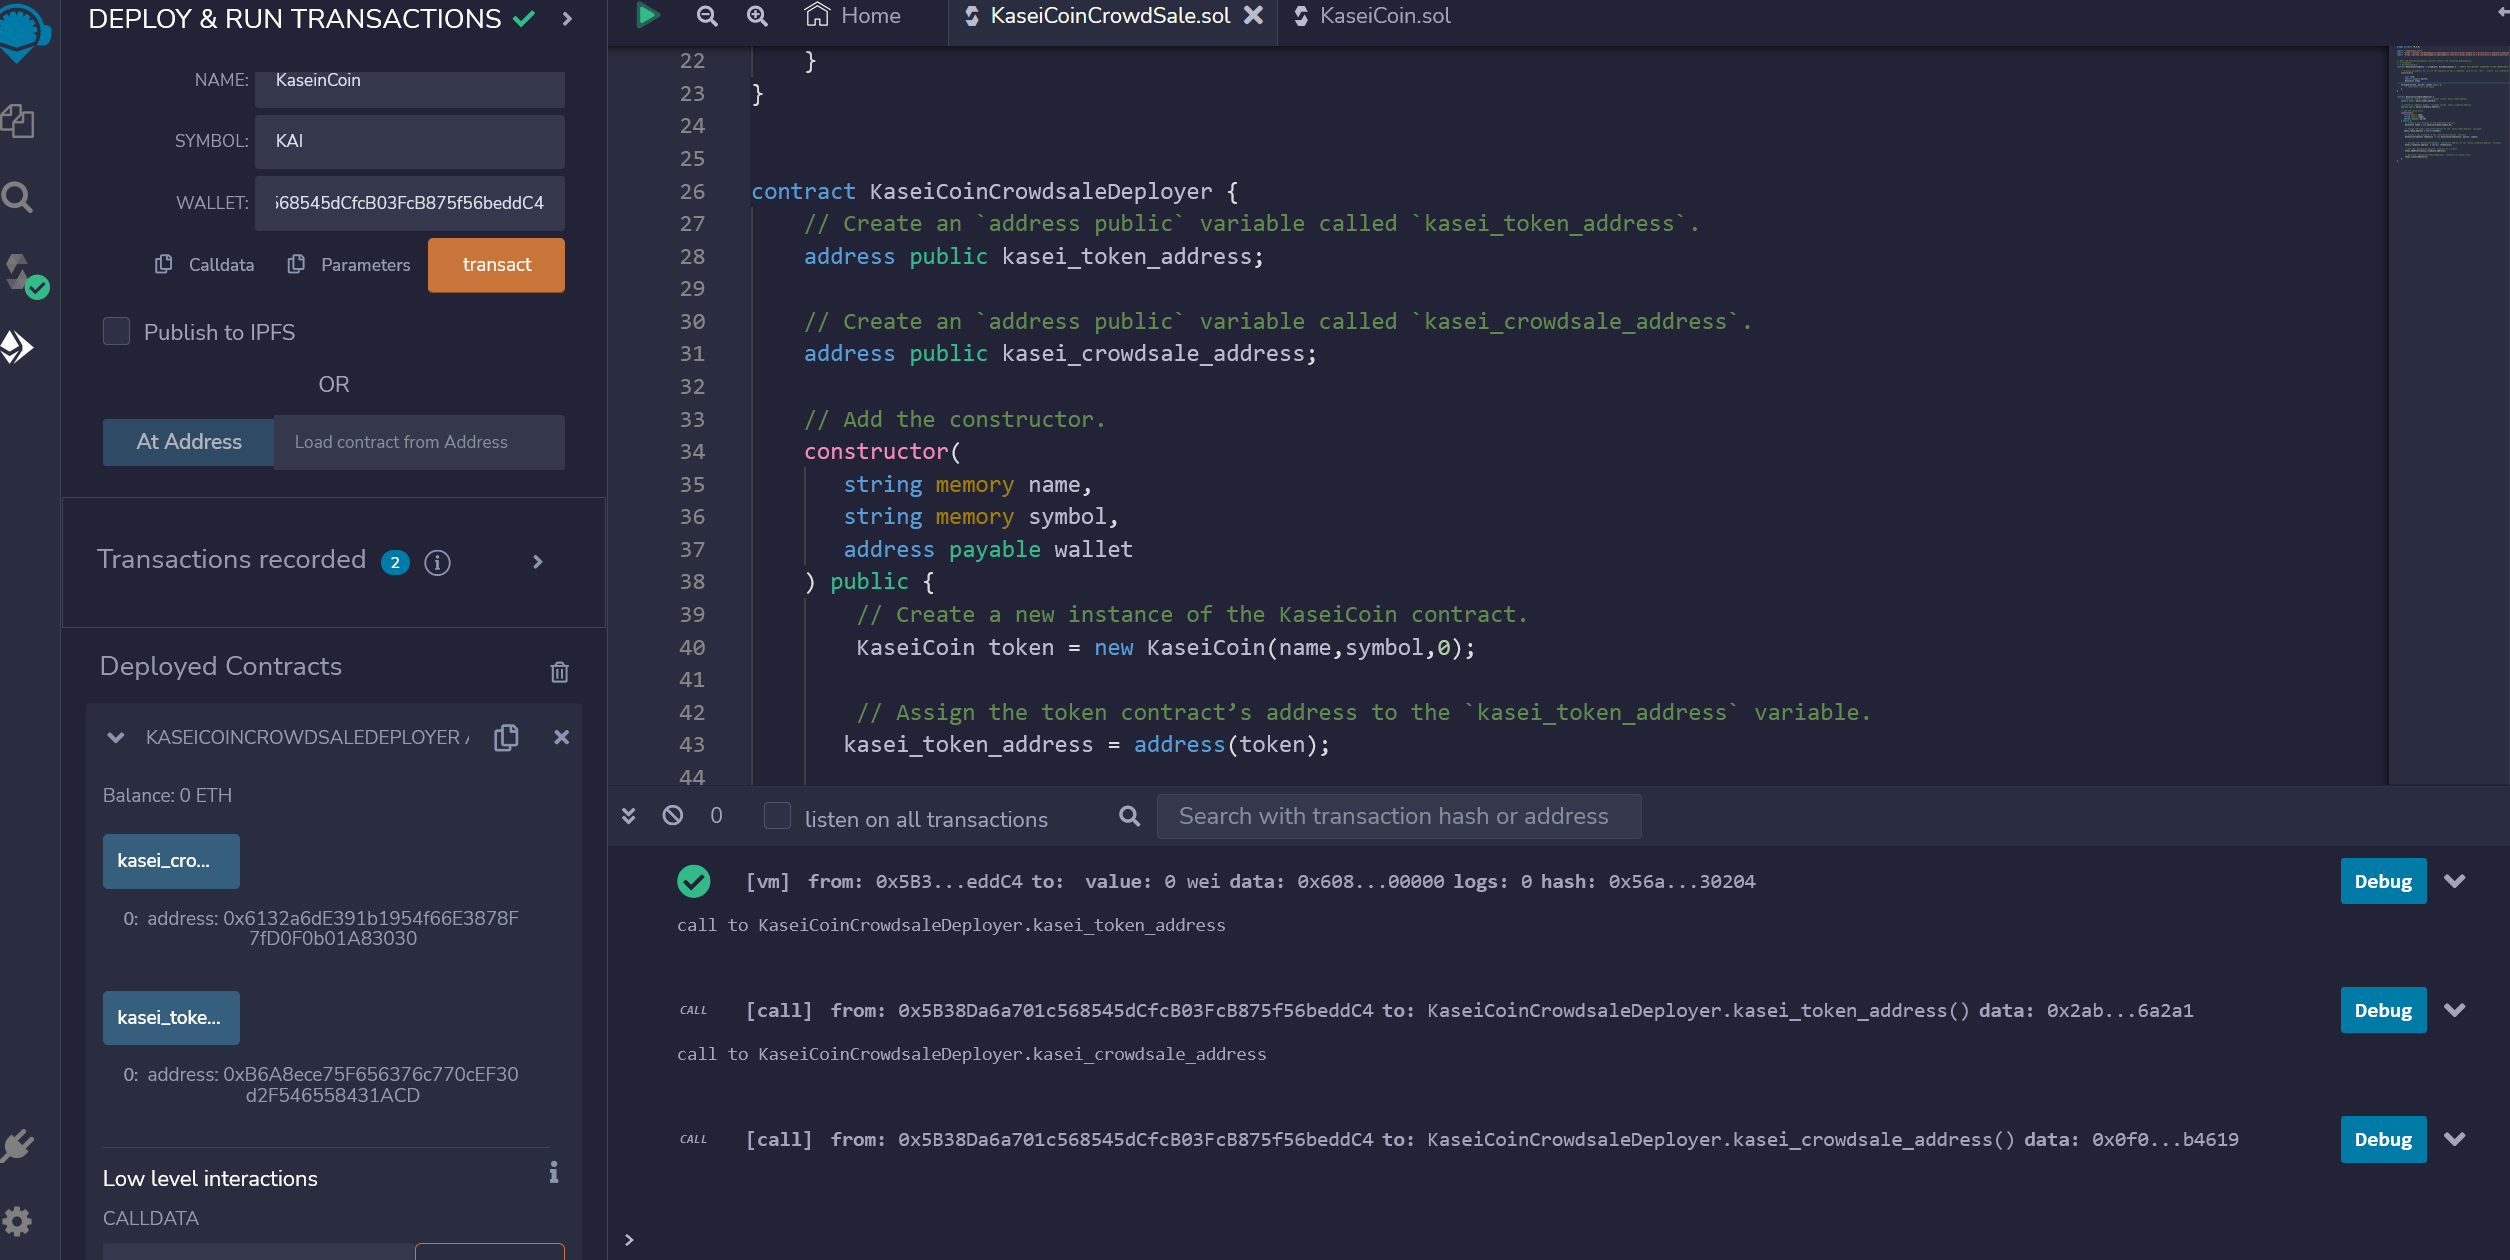 DEPLOY & RUN TRANSACTIONS
NAME: KaseinCoin
SYMBOL: KAI
WALLET: 568545dCfcB03FcB875f56beddC4
Calldata Parameters transact
Publish to IPFS
OR
At Address Load contract from Address
Transactions recorded 2
Deployed Contracts
KASEICOINCROWDSALEDEPLOYER
Balance: 0 ETH
kasei_cro...
0: address: 0x6132a6dE391b1954f66E3878F
7fD0F0b01A83030
kasei_toke...
0: address: 0xB6A8ece75F656376c770cEF30
d2F546558431ACD
Low level interactions
CALLDATA
Home KaseiCoinCrowdSale.sol KaseiCoin.sol
22 }
23 }
24
25
26 contract KaseiCoinCrowdsaleDeployer {
27 // Create an `address public` variable called `kasei_token_address`.
28 address public kasei_token_address;
29
30 // Create an `address public` variable called `kasei_crowdsale_address`.
31 address public kasei_crowdsale_address;
32
33 // Add the constructor.
34 constructor(
35 string memory name,
36 string memory symbol,
37 address payable wallet
38 ) public {
39 // Create a new instance of the KaseiCoin contract.
40 KaseiCoin token = new KaseiCoin(name,symbol,0);
41
42 // Assign the token contract’s address to the `kasei_token_address` variable.
43 kasei_token_address = address(token);
44
0 listen on all transactions Search with transaction hash or address
[vm] from: 0x5B3...eddC4 to: value: 0 wei data: 0x608...00000 logs: 0 hash: 0x56a...30204 Debug
call to KaseiCoinCrowdsaleDeployer.kasei_token_address
CALL [call] from: 0x5B38Da6a701c568545dCfcB03FcB875f56beddC4 to: KaseiCoinCrowdsaleDeployer.kasei_token_address() data: 0x2ab...6a2a1 Debug
call to KaseiCoinCrowdsaleDeployer.kasei_crowdsale_address
CALL [call] from: 0x5B38Da6a701c568545dCfcB03FcB875f56beddC4 to: KaseiCoinCrowdsaleDeployer.kasei_crowdsale_address() data: 0x0f0...b4619 Debug
>